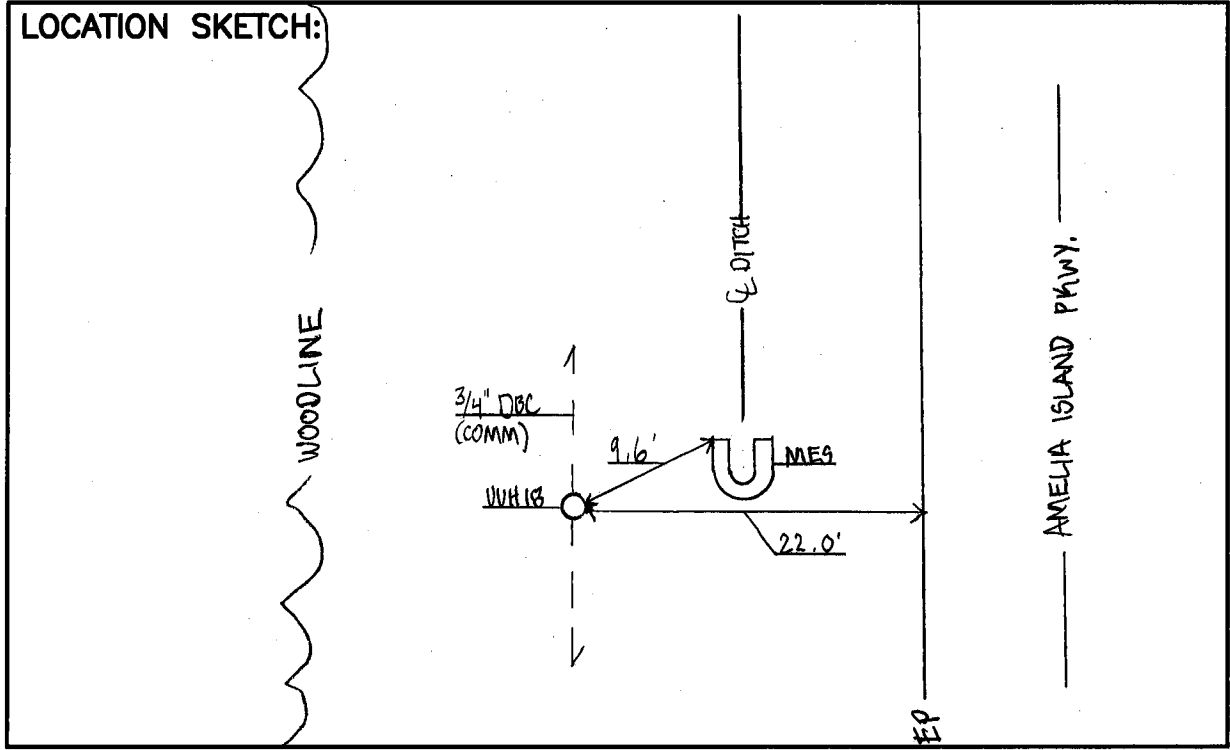 LOCATION SKETCH:
WOODLINE
℄ DITCH
AMELIA ISLAND PKWY.
3/4" DBC
(COMM)
9.6'
MES
VVH18
22.0'
EP